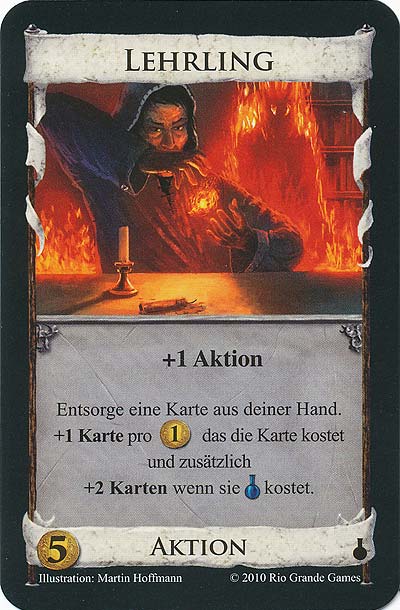 LEHRLING
+1 Aktion
Entsorge eine Karte aus deiner Hand.
+1 Karte pro 1 das die Karte kostet
und zusätzlich
+2 Karten wenn sie kostet.
5 AKTION
Illustration: Martin Hoffmann © 2010 Rio Grande Games